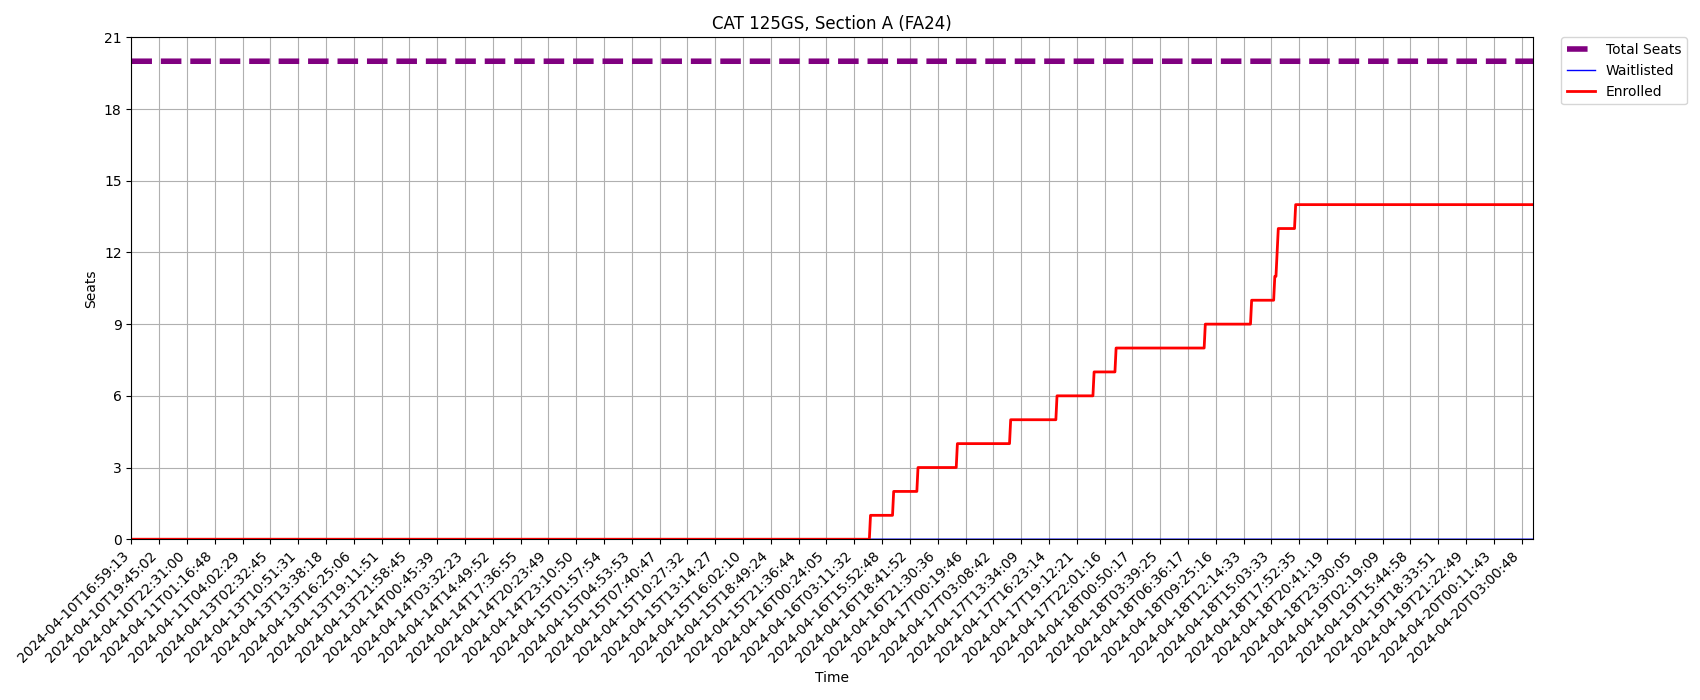 CAT 125GS, Section A (FA24)
Total Seats
Waitlisted
Enrolled
21
18
15
12
9
6
3
0
Seats
2024-04-10T16:59:13
2024-04-10T19:45:02
2024-04-10T22:31:00
2024-04-11T01:16:48
2024-04-11T04:02:29
2024-04-13T02:32:45
2024-04-13T10:51:31
2024-04-13T13:38:18
2024-04-13T16:25:06
2024-04-13T19:11:51
2024-04-13T21:58:45
2024-04-14T00:45:39
2024-04-14T03:32:23
2024-04-14T14:49:52
2024-04-14T17:36:55
2024-04-14T20:23:49
2024-04-14T23:10:50
2024-04-15T01:57:54
2024-04-15T04:53:53
2024-04-15T07:40:47
2024-04-15T10:27:32
2024-04-15T13:14:27
2024-04-15T16:02:10
2024-04-15T18:49:24
2024-04-15T21:36:44
2024-04-16T00:24:05
2024-04-16T03:11:32
2024-04-16T15:52:48
2024-04-16T18:41:52
2024-04-16T21:30:36
2024-04-17T00:19:46
2024-04-17T03:08:42
2024-04-17T13:34:09
2024-04-17T16:23:14
2024-04-17T19:12:21
2024-04-17T22:01:16
2024-04-18T00:50:17
2024-04-18T03:39:25
2024-04-18T06:36:17
2024-04-18T09:25:16
2024-04-18T12:14:33
2024-04-18T15:03:33
2024-04-18T17:52:35
2024-04-18T20:41:19
2024-04-18T23:30:05
2024-04-19T02:19:09
2024-04-19T15:44:58
2024-04-19T18:33:51
2024-04-19T21:22:49
2024-04-20T00:11:43
2024-04-20T03:00:48
Time